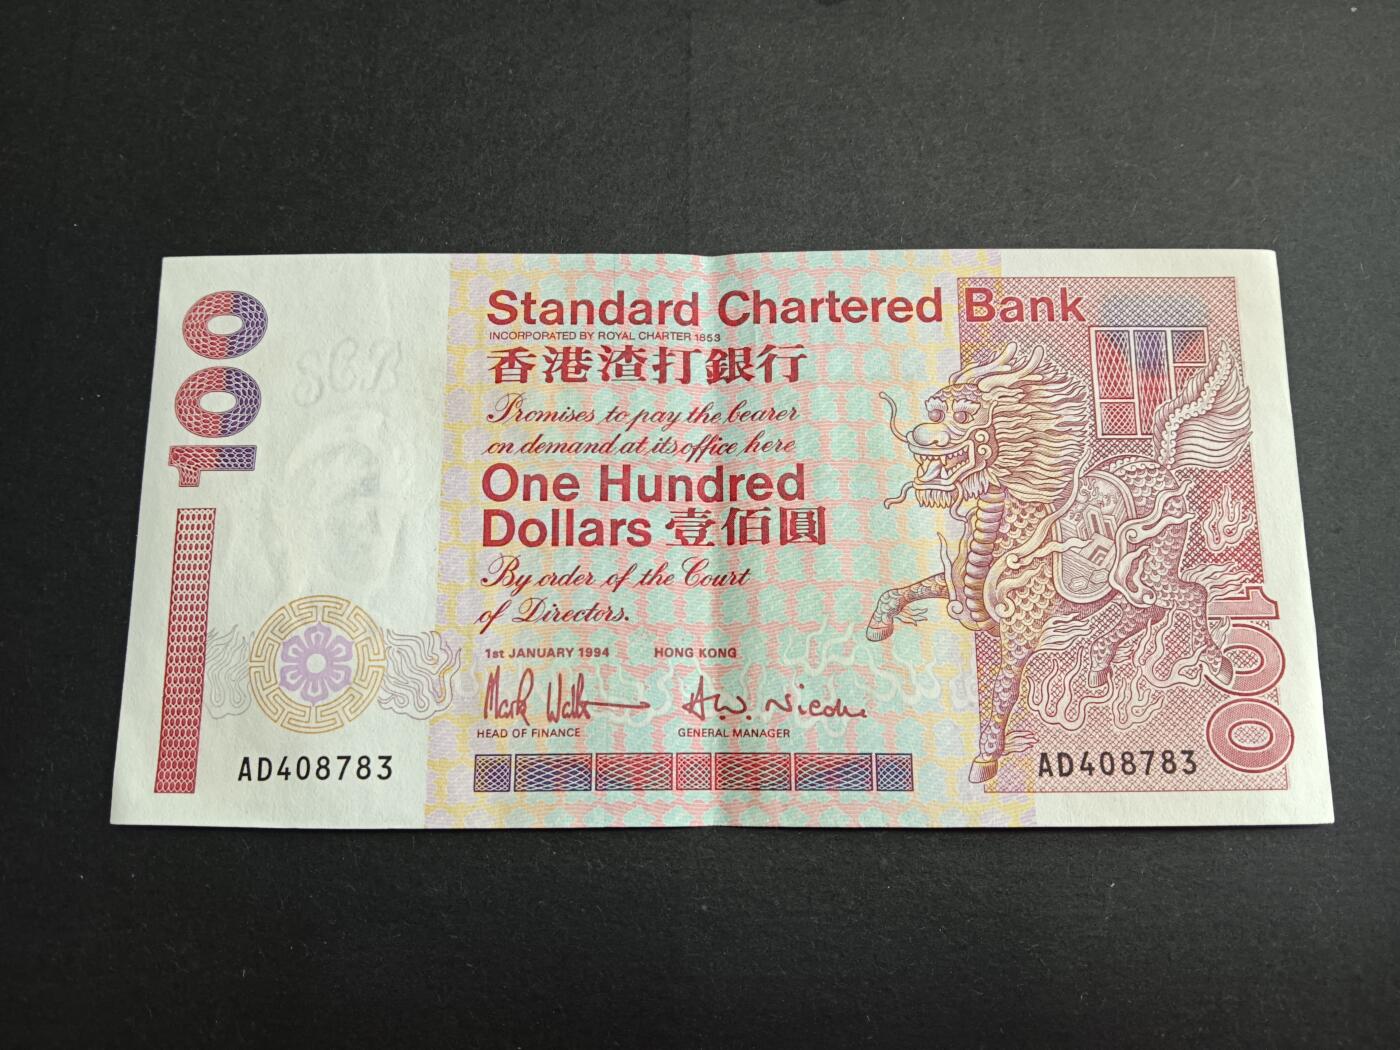 100
SCB
Standard Chartered Bank
INCORPORATED BY ROYAL CHARTER 1853
香港渣打銀行
Promises to pay the bearer
on demand at its office here
One Hundred
Dollars 壹佰圓
By order of the Court
of Directors.
1st JANUARY 1994 HONG KONG
HEAD OF FINANCE GENERAL MANAGER
AD408783
AD408783
100